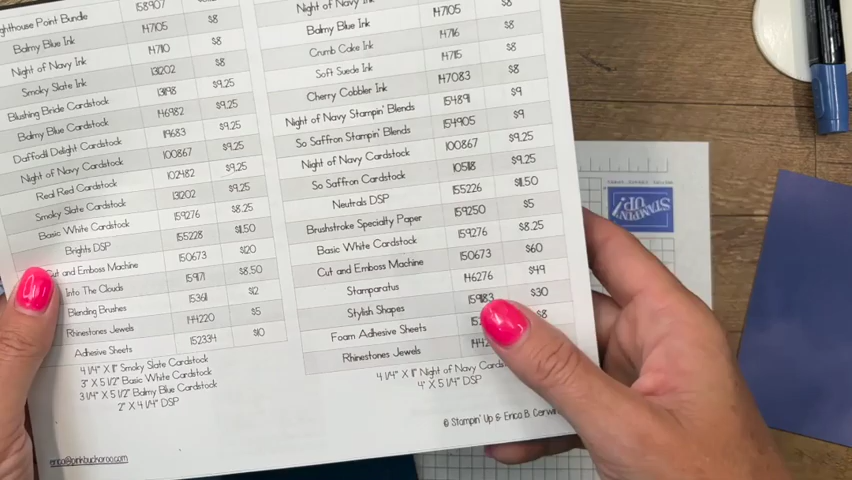 Point Bundle 158907
Balmy Blue Ink 147105 $8
Night of Navy Ink 147110 $8
Smoky Slate Ink 131202 $8
Blushing Bride Cardstock 131198 $9.25
Balmy Blue Cardstock 146982 $9.25
Daffodil Delight Cardstock 119683 $9.25
Night of Navy Cardstock 100867 $9.25
Real Red Cardstock 102482 $9.25
Smoky Slate Cardstock 131202 $9.25
Basic White Cardstock 159276 $8.25
Brights DSP 155228 $11.50
Cut and Emboss Machine 150673 $20
Into The Clouds $8.50
Blending Brushes $12
Rhinestones Jewels 144220 $5
Adhesive Sheets 152334 $10
4 1/4" X 11" Smoky Slate Cardstock
3" X 5 1/2" Basic White Cardstock
3 1/4" X 5 1/2" Balmy Blue Cardstock
2" X 4 1/4" DSP
erica@pinkbuckaroo.com
Night of Navy Ink
Balmy Blue Ink 147105 $8
Crumb Cake Ink 147116 $8
Soft Suede Ink 147115 $8
Cherry Cobbler Ink 147083 $8
Night of Navy Stampin' Blends 154891 $9
So Saffron Stampin' Blends 154905 $9
Night of Navy Cardstock 100867 $9.25
So Saffron Cardstock 105118 $9.25
Neutrals DSP 155226 $11.50
Brushstroke Specialty Paper 159250 $5
Basic White Cardstock 159276 $8.25
Cut and Emboss Machine 150673 $60
Stamparatus 146276 $49
Stylish Shapes 159183 $30
Foam Adhesive Sheets $8
Rhinestones Jewels
4 1/4" X 11" Night of Navy
4" X 5 1/4" DSP
© Stampin' Up & Erica B.
STAMPIN' UP!